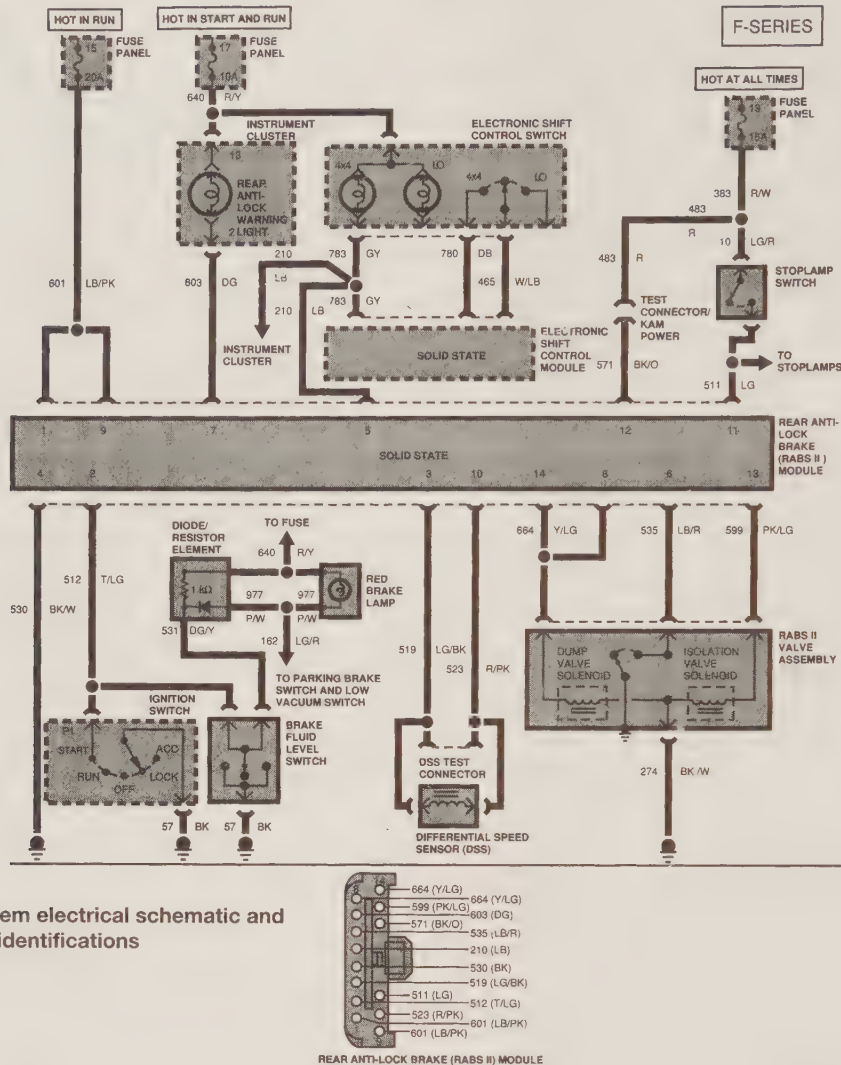 HOT IN RUN
HOT IN START AND RUN
F-SERIES
15
20A
FUSE
PANEL
17
10A
FUSE
PANEL
HOT AT ALL TIMES
640 R/Y
INSTRUMENT
CLUSTER
ELECTRONIC SHIFT
CONTROL SWITCH
FUSE
PANEL
13
REAR
ANTI-
LOCK
WARNING
LIGHT
2
4x4
LO
4x4
LO
383 R/W
483
R
10 LG/R
601 LB/PK
603 DG
210
LB
210 LB
783 GY
783 GY
780 DB
465 W/LB
483 R
STOPLAMP
SWITCH
TEST
CONNECTOR/
KAM
POWER
INSTRUMENT
CLUSTER
SOLID STATE
ELECTRONIC
SHIFT
CONTROL
MODULE
571 BK/O
TO
STOPLAMPS
511 LG
1 9 7 5 12 11
SOLID STATE
4 2 3 10 14 8 6 13
REAR ANTI-
LOCK
BRAKE
(RABS II)
MODULE
530 BK/W
512 T/LG
DIODE/
RESISTOR
ELEMENT
TO FUSE
640 R/Y
977
P/W
977
P/W
RED
BRAKE
LAMP
531 DG/Y
162 LG/R
TO PARKING BRAKE
SWITCH AND LOW
VACUUM SWITCH
519 LG/BK
523 R/PK
664 Y/LG
535 LB/R
599 PK/LG
RABS II
VALVE
ASSEMBLY
DUMP
VALVE
SOLENOID
ISOLATION
VALVE
SOLENOID
IGNITION
SWITCH
P1
START
RUN
OFF
LOCK
ACC
BRAKE
FLUID
LEVEL
SWITCH
DSS TEST
CONNECTOR
DIFFERENTIAL SPEED
SENSOR (DSS)
274 BK/W
57 BK
57 BK
em electrical schematic and
identifications
664 (Y/LG)
664 (Y/LG)
599 (PK/LG)
603 (DG)
571 (BK/O)
535 (LB/R)
210 (LB)
530 (BK)
519 (LG/BK)
511 (LG)
512 (T/LG)
523 (R/PK)
601 (LB/PK)
601 (LB/PK)
REAR ANTI-LOCK BRAKE (RABS II) MODULE